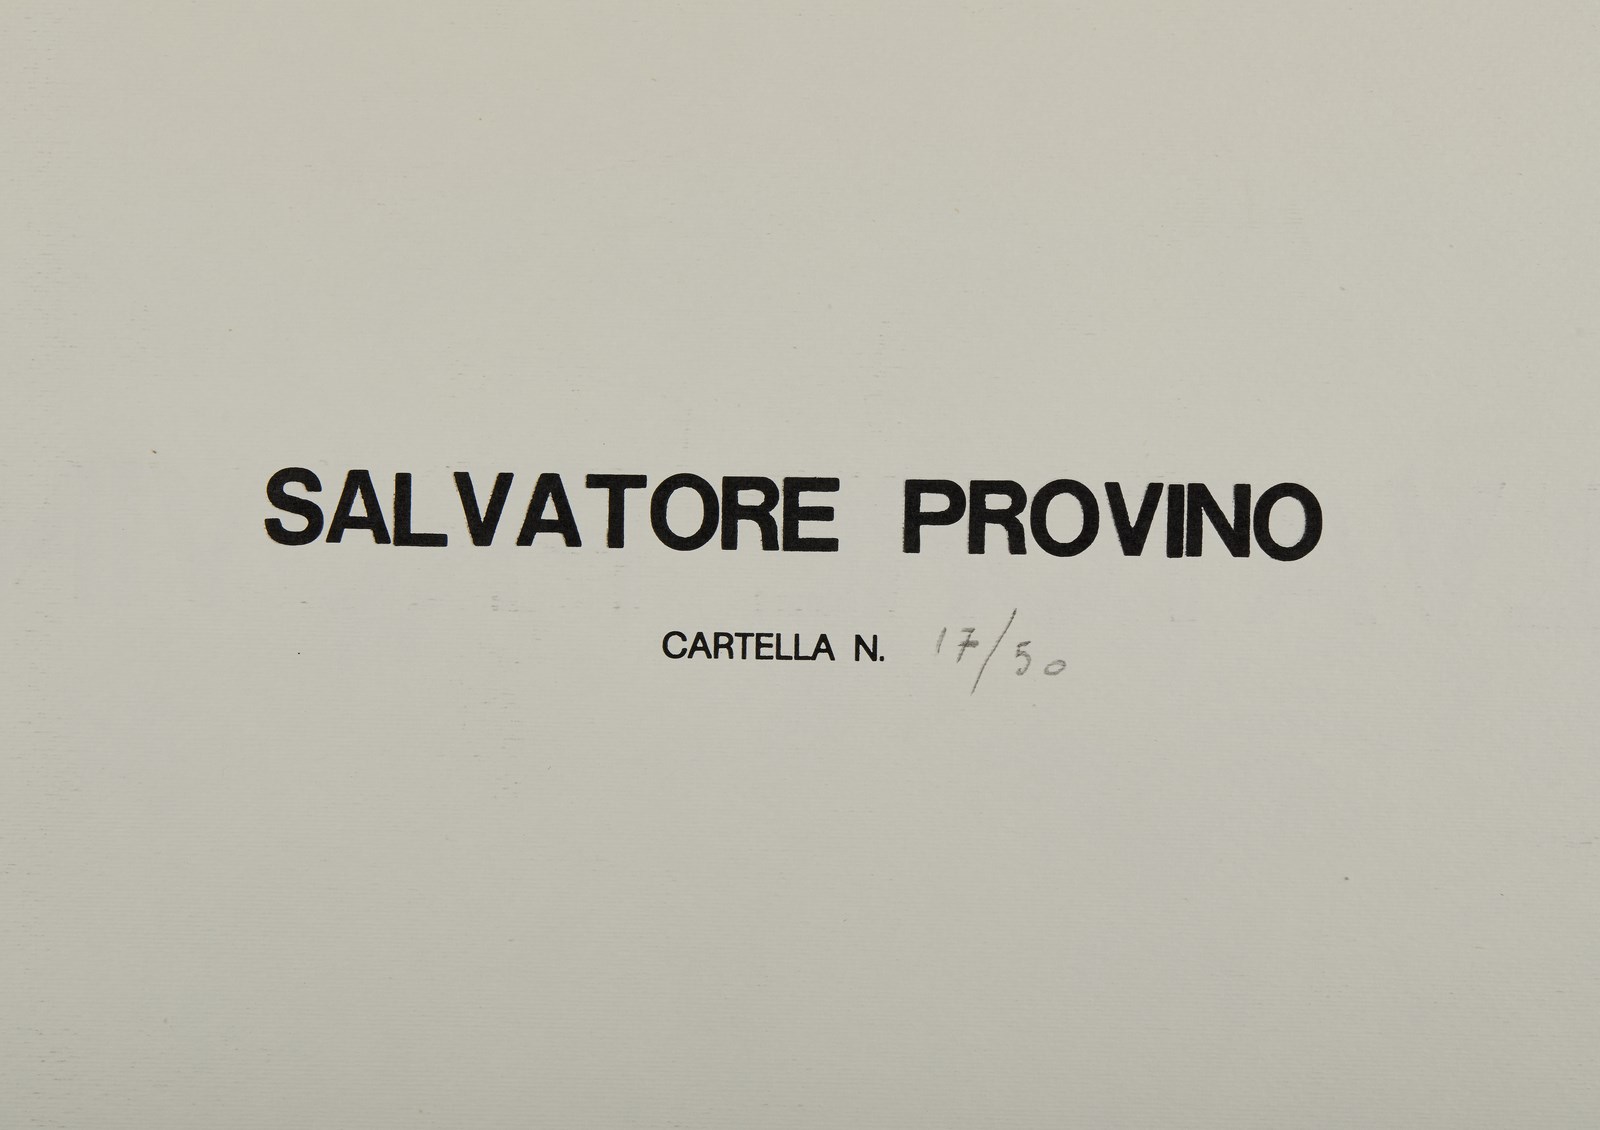 SALVATORE PROVINO
CARTELLA N. 17/50